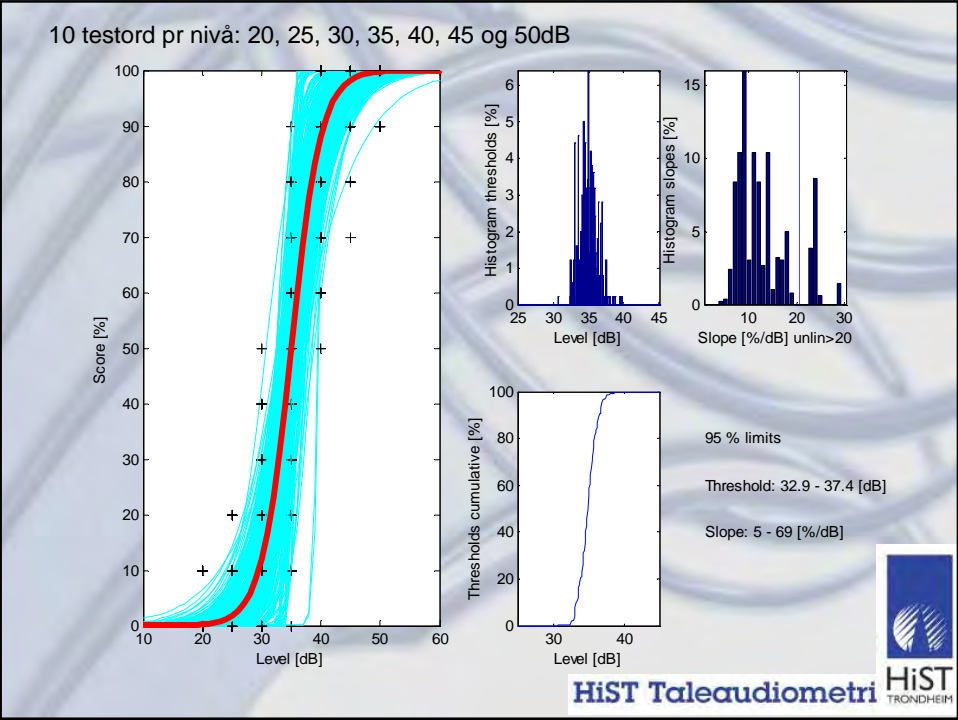 10 testord pr nivå: 20, 25, 30, 35, 40, 45 og 50dB
100
90
80
70
60
50
40
30
20
10
0
Score [%]
10 20 30 40 50 60
Level [dB]
6
5
4
3
2
1
0
Histogram thresholds [%]
25 30 35 40 45
Level [dB]
15
10
5
0
Histogram slopes [%]
10 20 30
Slope [%/dB] unlin>20
100
80
60
40
20
0
Thresholds cumulative [%]
30 40
Level [dB]
95 % limits
Threshold: 32.9 - 37.4 [dB]
Slope: 5 - 69 [%/dB]
HiST Taleaudiometri
HiST
TRONDHEIM